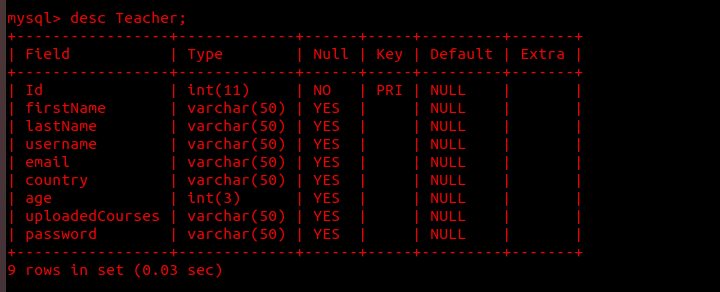 mysql> desc Teacher;
+-----------------+-------------+------+-----+---------+-------+
| Field           | Type        | Null | Key | Default | Extra |
+-----------------+-------------+------+-----+---------+-------+
| Id              | int(11)     | NO   | PRI | NULL    |       |
| firstName       | varchar(50) | YES  |     | NULL    |       |
| lastName        | varchar(50) | YES  |     | NULL    |       |
| username        | varchar(50) | YES  |     | NULL    |       |
| email           | varchar(50) | YES  |     | NULL    |       |
| country         | varchar(50) | YES  |     | NULL    |       |
| age             | int(3)      | YES  |     | NULL    |       |
| uploadedCourses | varchar(50) | YES  |     | NULL    |       |
| password        | varchar(50) | YES  |     | NULL    |       |
+-----------------+-------------+------+-----+---------+-------+
9 rows in set (0.03 sec)